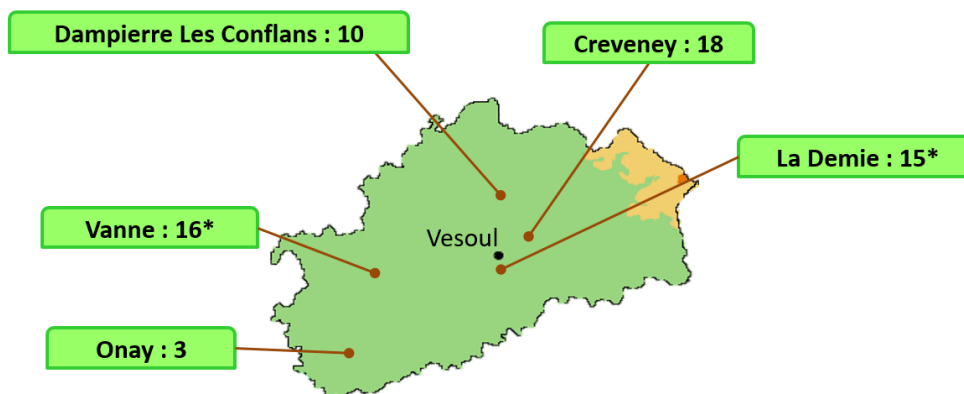 Dampierre Les Conflans : 10
Creveney : 18
La Demie : 15*
Vanne : 16*
Vesoul
Onay : 3